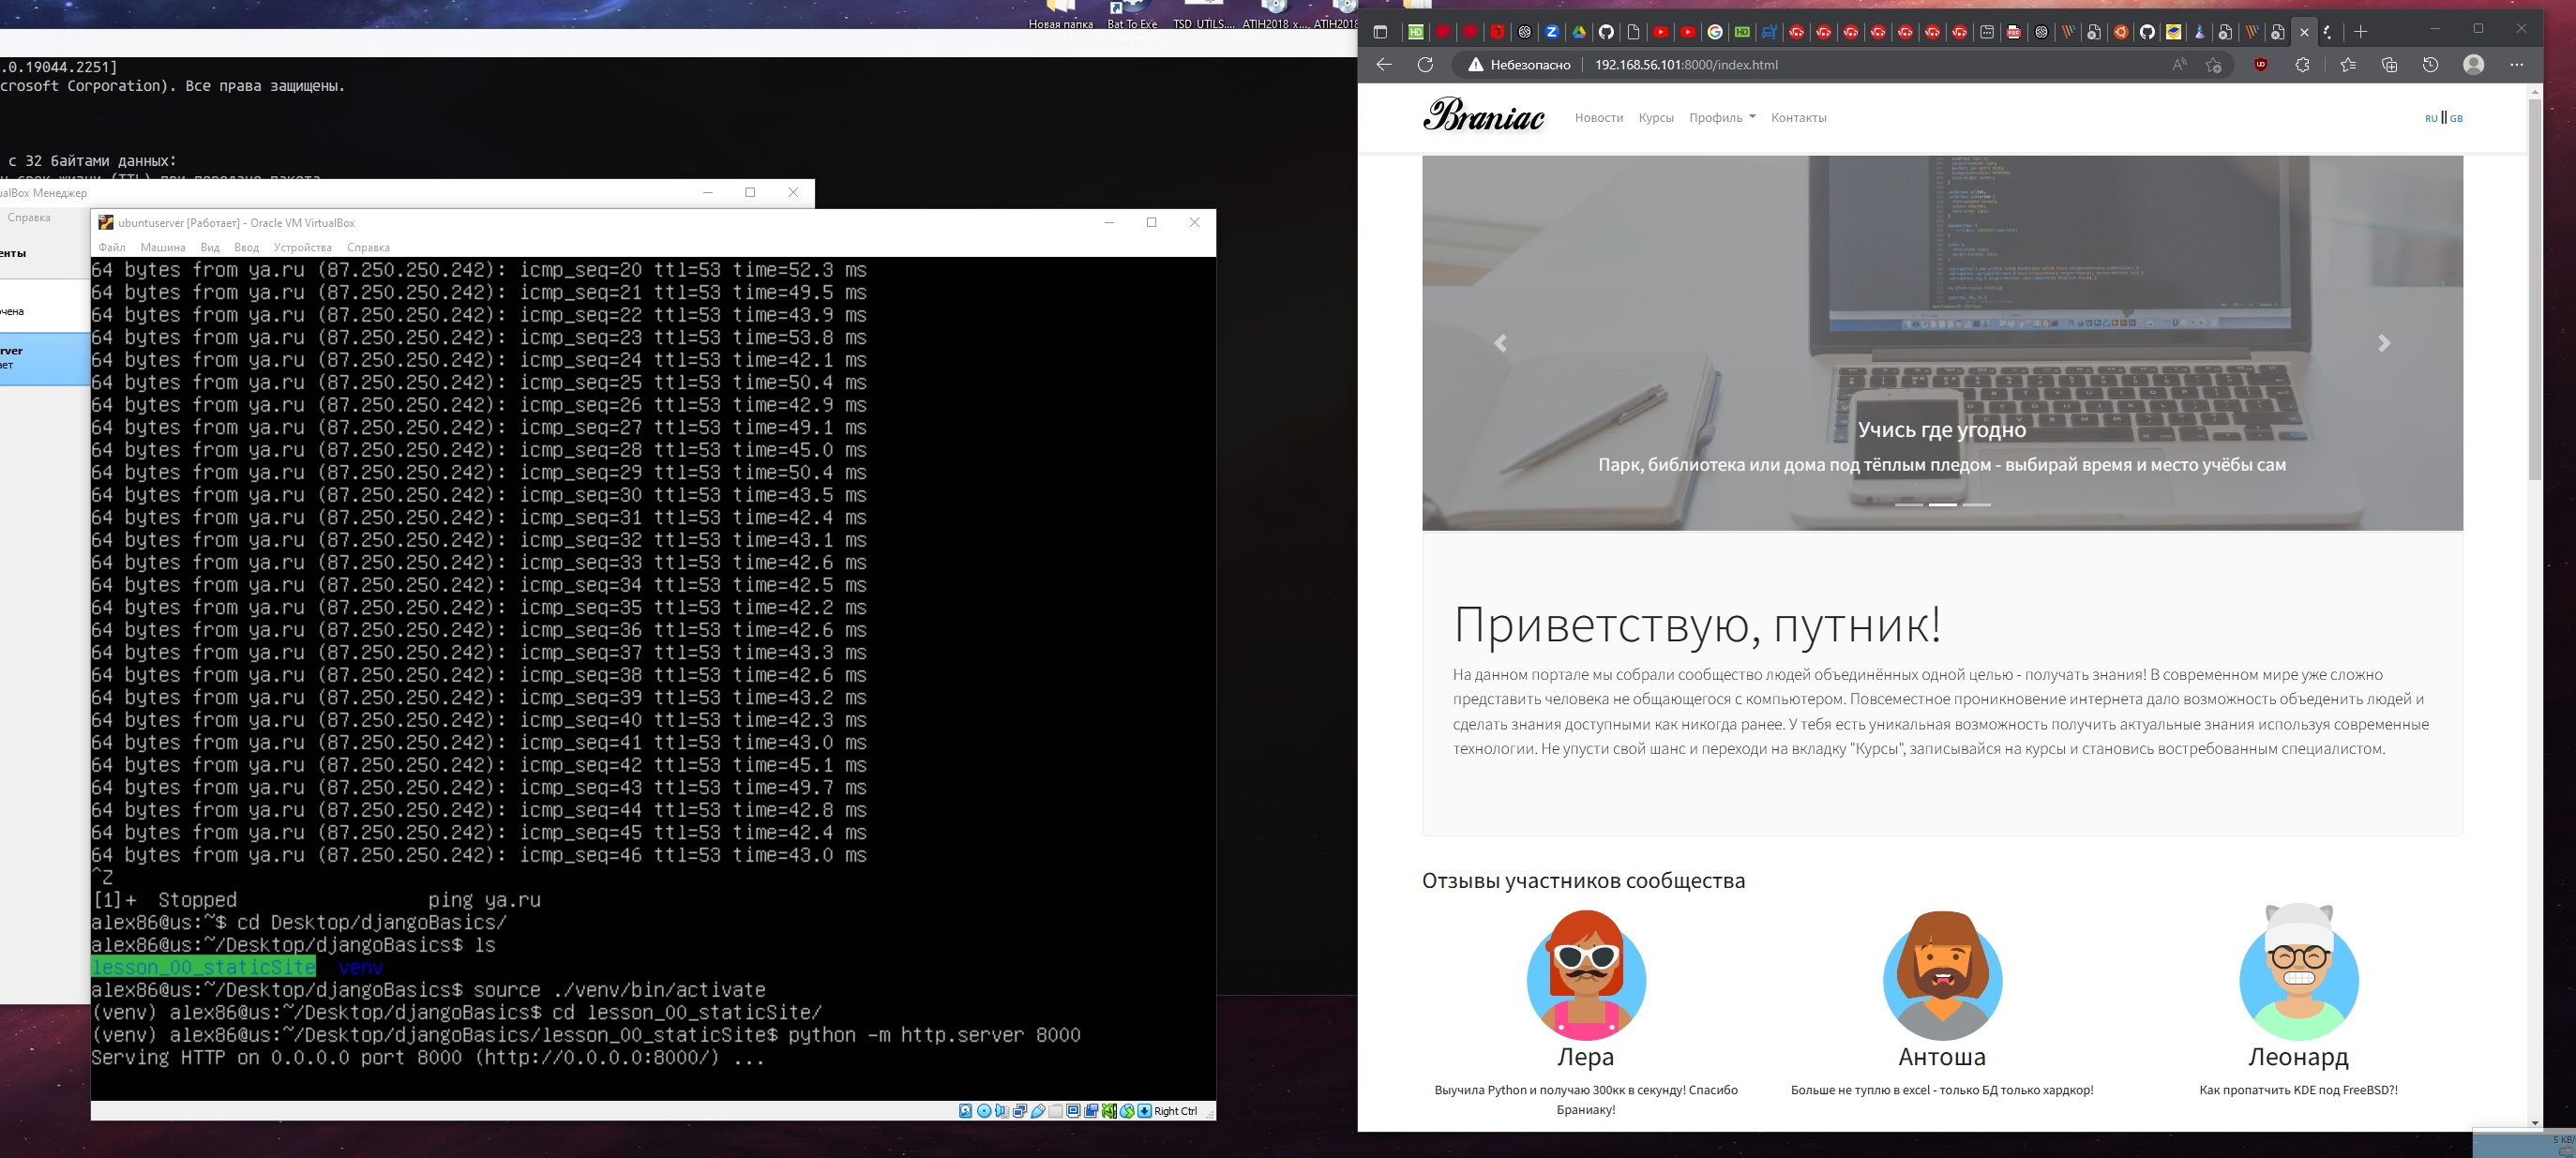 Новая папка
Bat To Exe
TSD_UTILS....
ATIH2018 x...
ATIH2018
.0.19044.2251]
crosoft Corporation). Все права защищены.
с 32 байтами данных:
ualBox Менеджер
Справка
енты
чена
rver
ает
ubuntuserver [Работает] - Oracle VM VirtualBox
Файл Машина Вид Ввод Устройства Справка
64 bytes from ya.ru (87.250.250.242): icmp_seq=20 ttl=53 time=52.3 ms
64 bytes from ya.ru (87.250.250.242): icmp_seq=21 ttl=53 time=49.5 ms
64 bytes from ya.ru (87.250.250.242): icmp_seq=22 ttl=53 time=43.9 ms
64 bytes from ya.ru (87.250.250.242): icmp_seq=23 ttl=53 time=53.8 ms
64 bytes from ya.ru (87.250.250.242): icmp_seq=24 ttl=53 time=42.1 ms
64 bytes from ya.ru (87.250.250.242): icmp_seq=25 ttl=53 time=50.4 ms
64 bytes from ya.ru (87.250.250.242): icmp_seq=26 ttl=53 time=42.9 ms
64 bytes from ya.ru (87.250.250.242): icmp_seq=27 ttl=53 time=49.1 ms
64 bytes from ya.ru (87.250.250.242): icmp_seq=28 ttl=53 time=45.0 ms
64 bytes from ya.ru (87.250.250.242): icmp_seq=29 ttl=53 time=50.4 ms
64 bytes from ya.ru (87.250.250.242): icmp_seq=30 ttl=53 time=43.5 ms
64 bytes from ya.ru (87.250.250.242): icmp_seq=31 ttl=53 time=42.4 ms
64 bytes from ya.ru (87.250.250.242): icmp_seq=32 ttl=53 time=43.1 ms
64 bytes from ya.ru (87.250.250.242): icmp_seq=33 ttl=53 time=42.6 ms
64 bytes from ya.ru (87.250.250.242): icmp_seq=34 ttl=53 time=42.5 ms
64 bytes from ya.ru (87.250.250.242): icmp_seq=35 ttl=53 time=42.2 ms
64 bytes from ya.ru (87.250.250.242): icmp_seq=36 ttl=53 time=42.6 ms
64 bytes from ya.ru (87.250.250.242): icmp_seq=37 ttl=53 time=43.3 ms
64 bytes from ya.ru (87.250.250.242): icmp_seq=38 ttl=53 time=42.6 ms
64 bytes from ya.ru (87.250.250.242): icmp_seq=39 ttl=53 time=43.2 ms
64 bytes from ya.ru (87.250.250.242): icmp_seq=40 ttl=53 time=42.3 ms
64 bytes from ya.ru (87.250.250.242): icmp_seq=41 ttl=53 time=43.0 ms
64 bytes from ya.ru (87.250.250.242): icmp_seq=42 ttl=53 time=45.1 ms
64 bytes from ya.ru (87.250.250.242): icmp_seq=43 ttl=53 time=49.7 ms
64 bytes from ya.ru (87.250.250.242): icmp_seq=44 ttl=53 time=42.8 ms
64 bytes from ya.ru (87.250.250.242): icmp_seq=45 ttl=53 time=42.4 ms
64 bytes from ya.ru (87.250.250.242): icmp_seq=46 ttl=53 time=43.0 ms
^Z
[1]+ Stopped ping ya.ru
alex86@us:~$ cd Desktop/djangoBasics/
alex86@us:~/Desktop/djangoBasics$ ls
lesson_00_staticSite venv
alex86@us:~/Desktop/djangoBasics$ source ./venv/bin/activate
(venv) alex86@us:~/Desktop/djangoBasics$ cd lesson_00_staticSite/
(venv) alex86@us:~/Desktop/djangoBasics/lesson_00_staticSite$ python -m http.server 8000
Serving HTTP on 0.0.0.0 port 8000 (http://0.0.0.0:8000/) ...
Right Ctrl
Небезопасно 192.168.56.101:8000/index.html
Braniac Новости Курсы Профиль Контакты RU || GB
Учись где угодно
Парк, библиотека или дома под тёплым пледом - выбирай время и место учёбы сам
Приветствую, путник!
На данном портале мы собрали сообщество людей объединённых одной целью - получать знания! В современном мире уже сложно
представить человека не общающегося с компьютером. Повсеместное проникновение интернета дало возможность объеденить людей и
сделать знания доступными как никогда ранее. У тебя есть уникальная возможность получить актуальные знания используя современные
технологии. Не упусти свой шанс и переходи на вкладку "Курсы", записывайся на курсы и становись востребованным специалистом.
Отзывы участников сообщества
Лера
Выучила Python и получаю 300кк в секунду! Спасибо
Браниаку!
Антоша
Больше не туплю в excel - только БД только хардкор!
Леонард
Как пропатчить KDE под FreeBSD?!
5 KB/